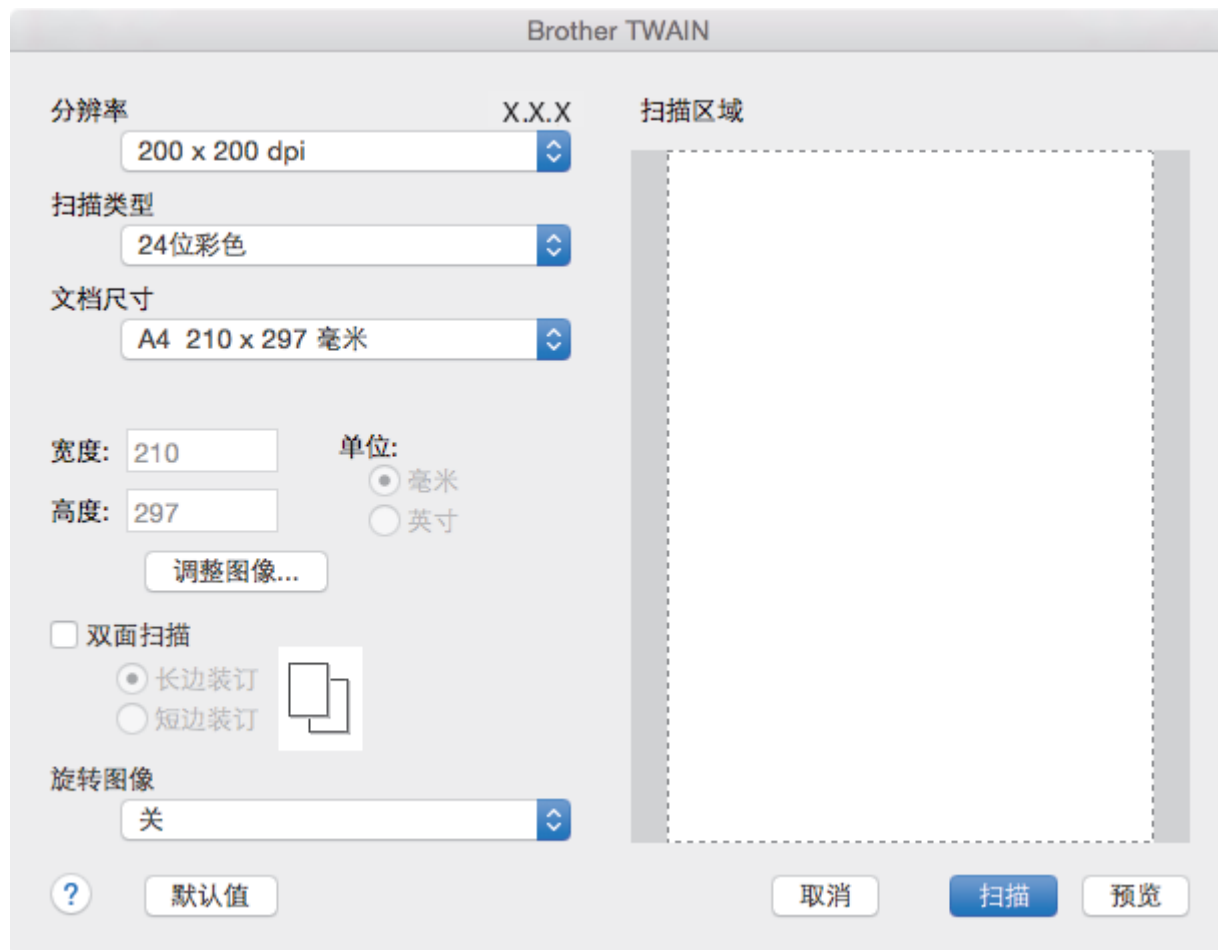 Brother TWAIN
分辨率 X.X.X
200 x 200 dpi
扫描类型
24位彩色
文档尺寸
A4 210 x 297 毫米
宽度: 210
高度: 297
单位:
毫米
英寸
调整图像...
双面扫描
长边装订
短边装订
旋转图像
关
? 默认值
扫描区域
取消 扫描 预览